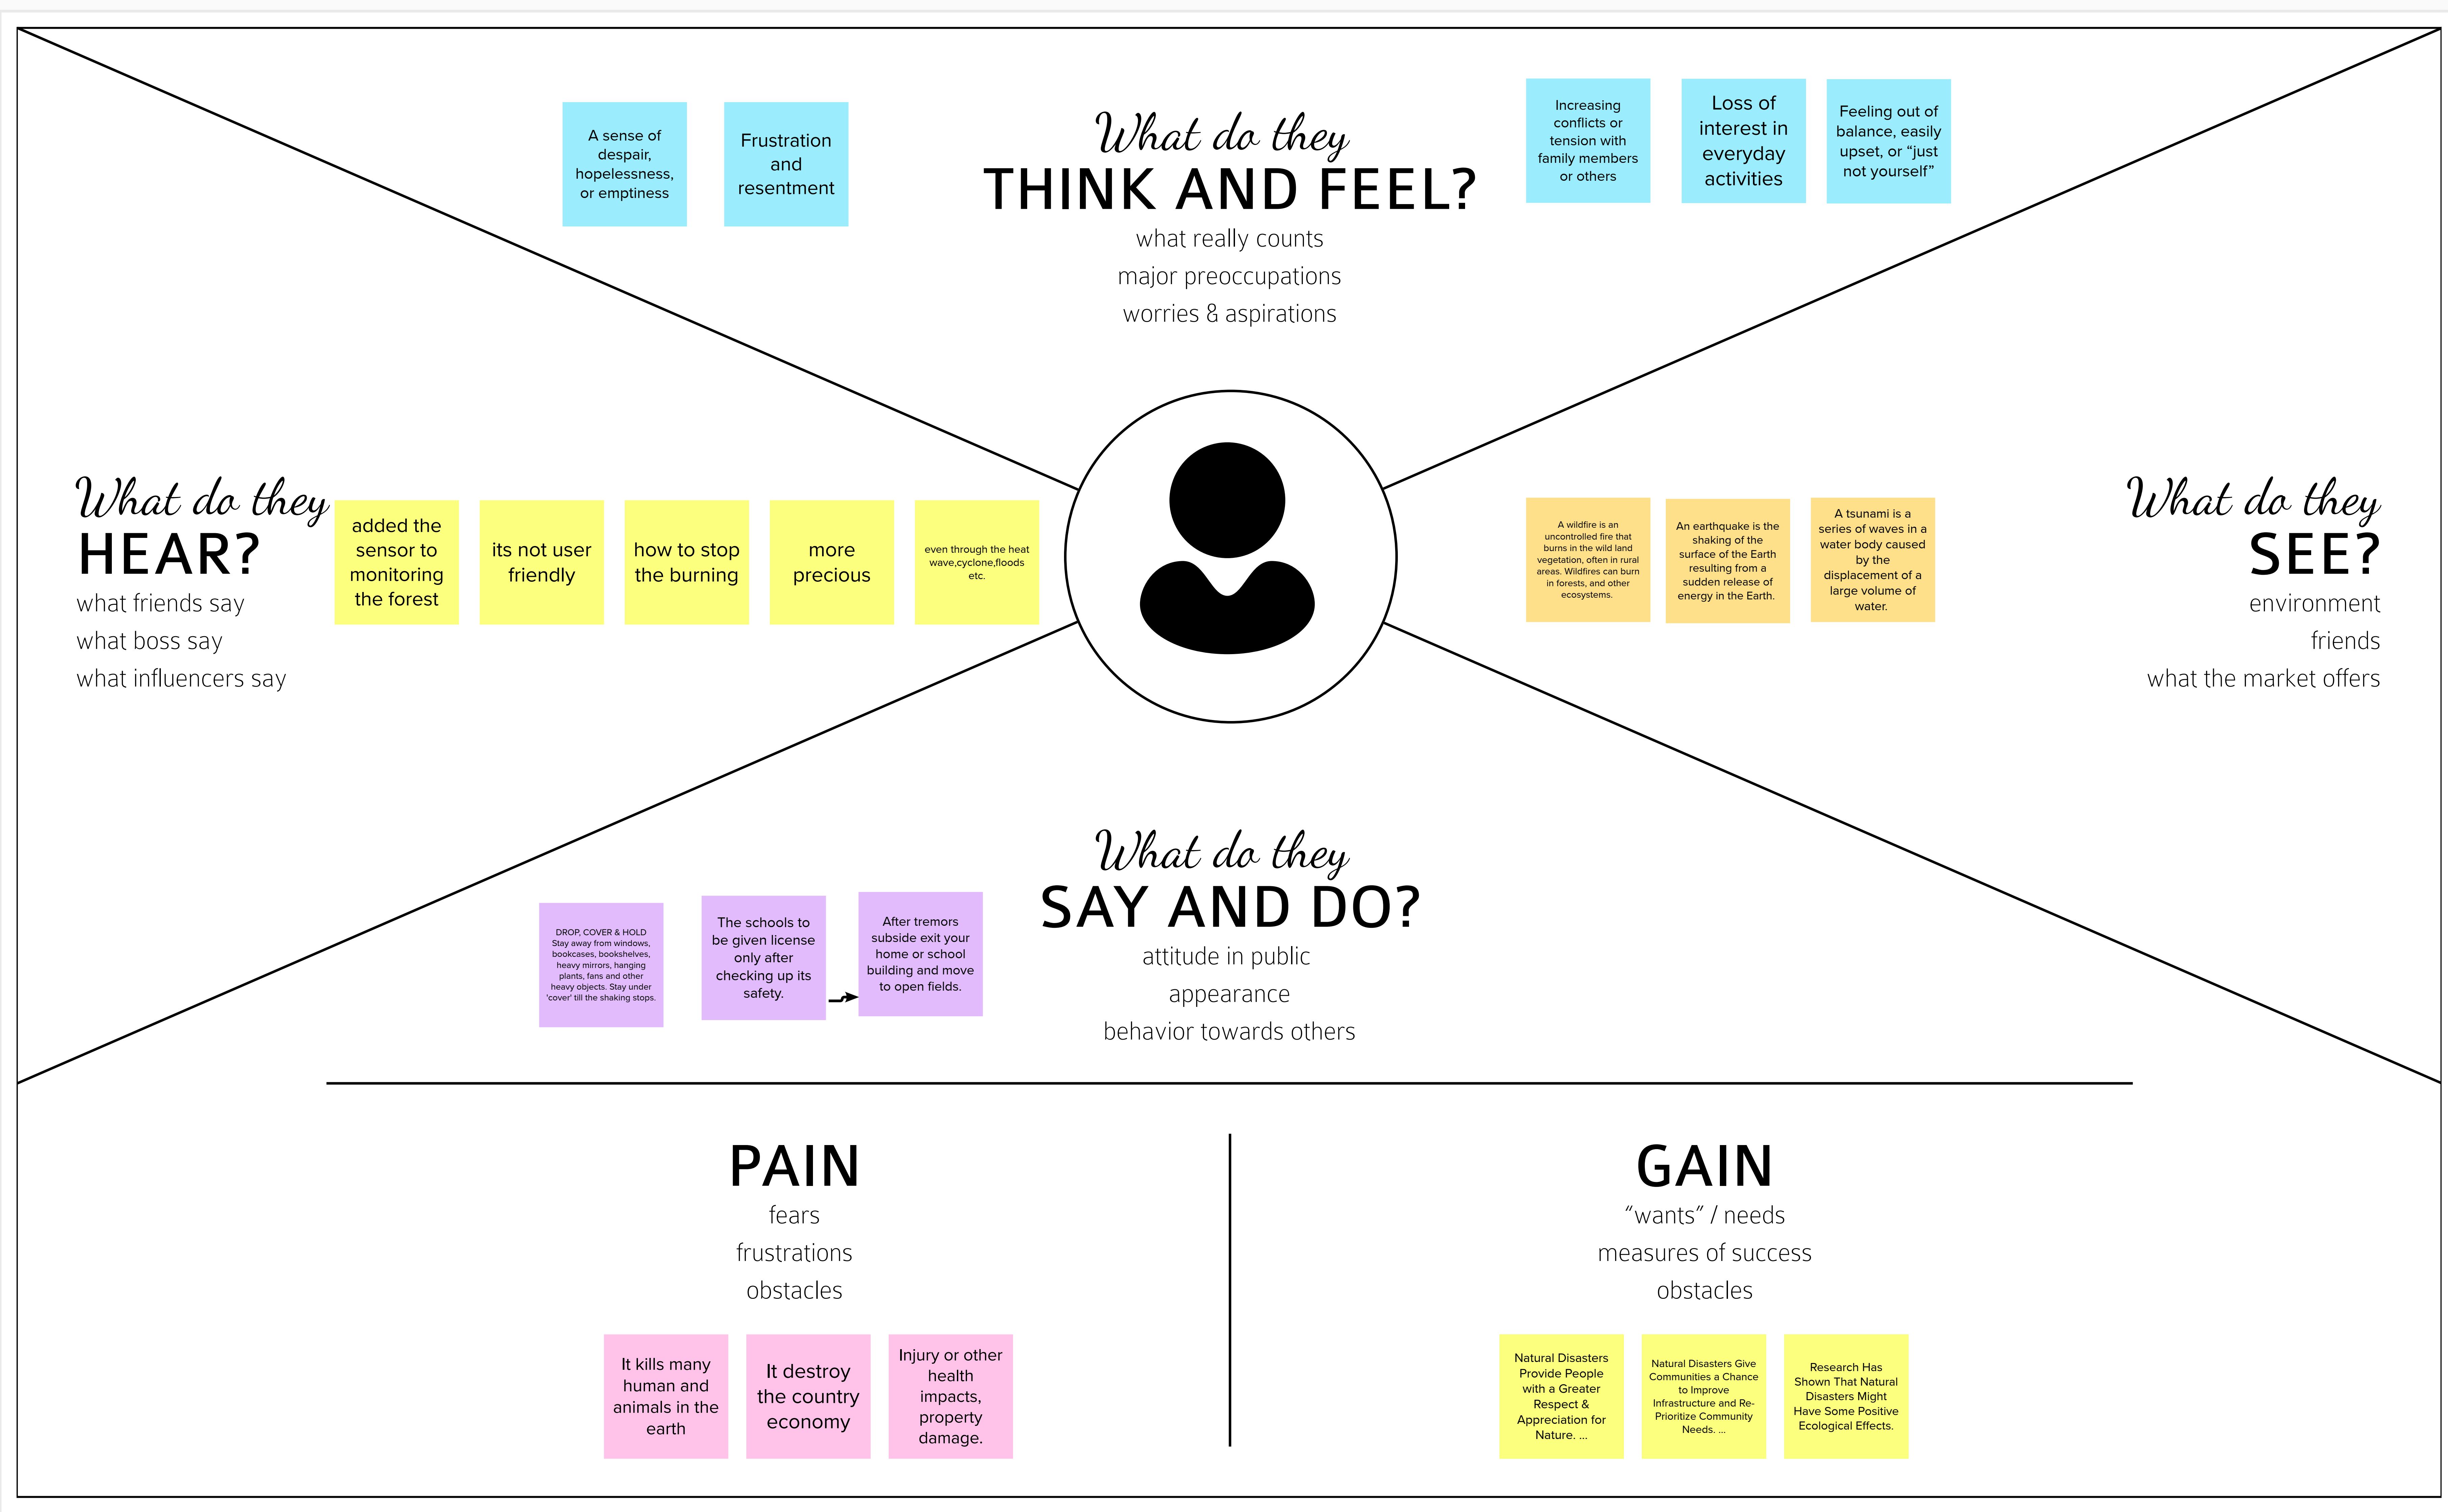 What do they
THINK AND FEEL?
what really counts
major preoccupations
worries & aspirations
A sense of
despair,
hopelessness,
or emptiness
Frustration
and
resentment
Increasing
conflicts or
tension with
family members
or others
Loss of
interest in
everyday
activities
Feeling out of
balance, easily
upset, or “just
not yourself”
What do they
HEAR?
what friends say
what boss say
what influencers say
added the
sensor to
monitoring
the forest
its not user
friendly
how to stop
the burning
more
precious
even through the heat
wave,cyclone,floods
etc.
A wildfire is an
uncontrolled fire that
burns in the wild land
vegetation, often in rural
areas. Wildfires can burn
in forests, and other
ecosystems.
An earthquake is the
shaking of the
surface of the Earth
resulting from a
sudden release of
energy in the Earth.
A tsunami is a
series of waves in a
water body caused
by the
displacement of a
large volume of
water.
What do they
SEE?
environment
friends
what the market offers
What do they
SAY AND DO?
attitude in public
appearance
behavior towards others
DROP, COVER & HOLD
Stay away from windows,
bookcases, bookshelves,
heavy mirrors, hanging
plants, fans and other
heavy objects. Stay under
'cover' till the shaking stops.
The schools to
be given license
only after
checking up its
safety.
After tremors
subside exit your
home or school
building and move
to open fields.
PAIN
fears
frustrations
obstacles
It kills many
human and
animals in the
earth
It destroy
the country
economy
Injury or other
health
impacts,
property
damage.
GAIN
“wants” / needs
measures of success
obstacles
Natural Disasters
Provide People
with a Greater
Respect &
Appreciation for
Nature. ...
Natural Disasters Give
Communities a Chance
to Improve
Infrastructure and Re-
Prioritize Community
Needs. ...
Research Has
Shown That Natural
Disasters Might
Have Some Positive
Ecological Effects.